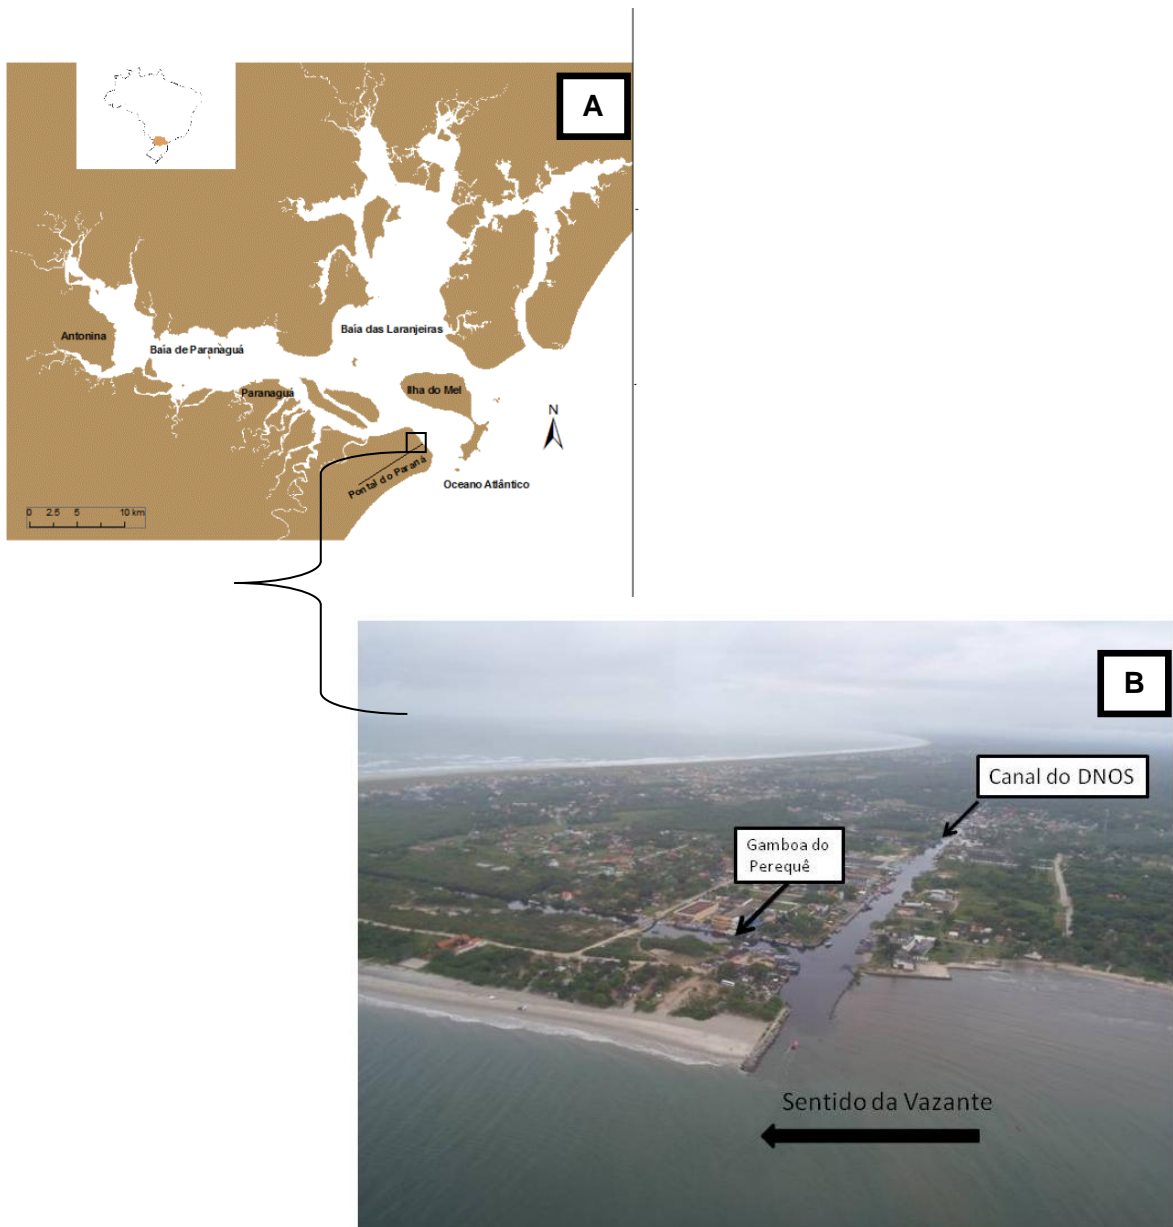 A
Antonina
Baía de Paranaguá
Baía das Laranjeiras
Paranaguá
Ilha do Mel
N
Pontal do Paraná
Oceano Atlântico
0 2.5 5 10 km
B
Canal do DNOS
Gamboa do
Perequê
Sentido da Vazante